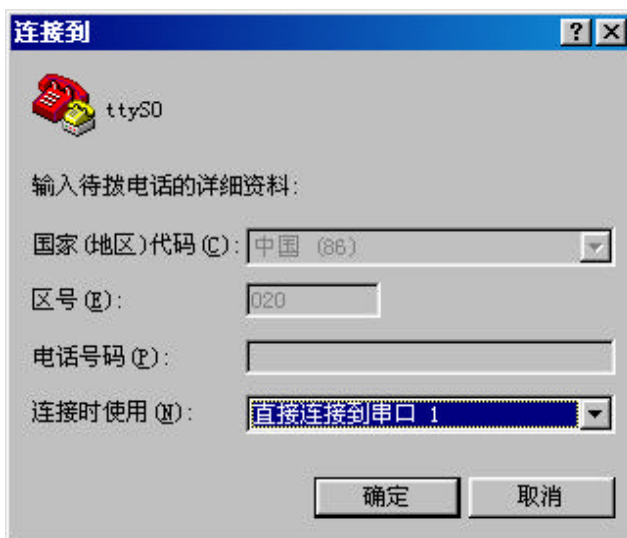 连接到
ttyS0
输入待拨电话的详细资料:
国家(地区)代码(C): 中国 (86)
区号(E): 020
电话号码(P):
连接时使用(N): 直接连接到串口 1
确定 取消